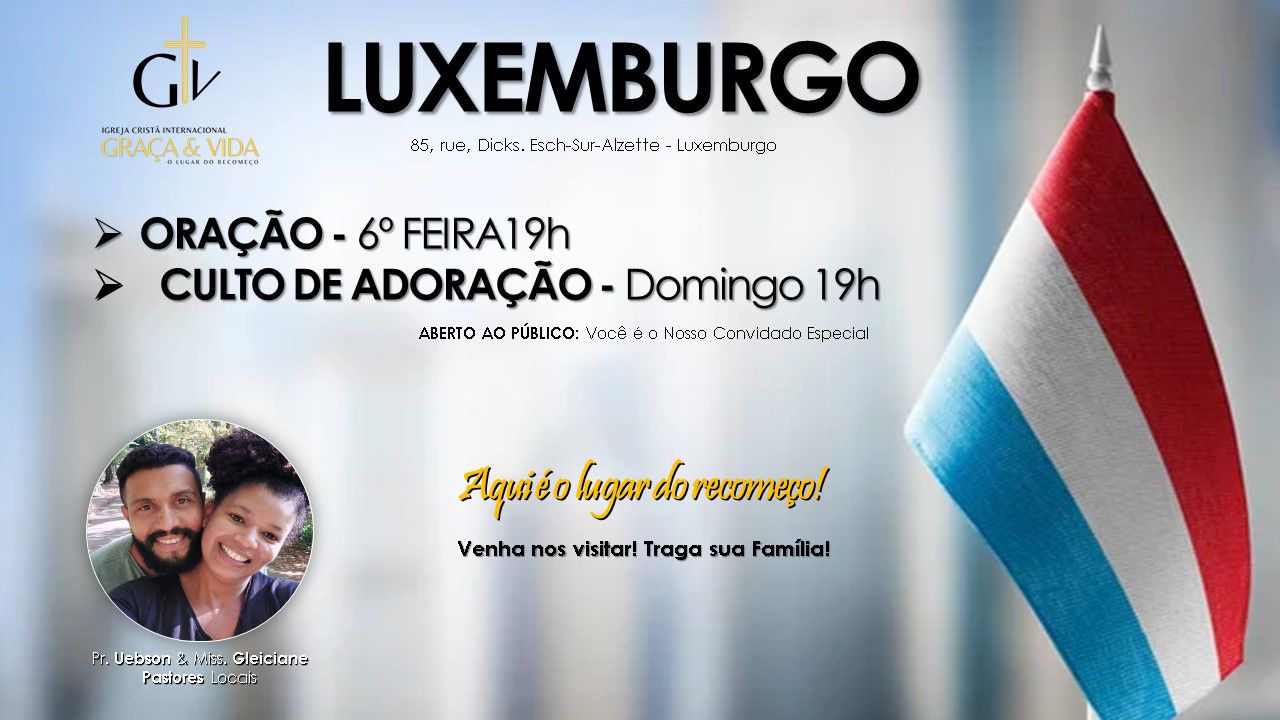 GTV
IGREJA CRISTÃ INTERNACIONAL
GRAÇA & VIDA
O LUGAR DO RECOMEÇO
LUXEMBURGO
85, rue, Dicks. Esch-Sur-Alzette - Luxemburgo
➢ ORAÇÃO - 6º FEIRA19h
➢ CULTO DE ADORAÇÃO - Domingo 19h
ABERTO AO PÚBLICO: Você é o Nosso Convidado Especial
Aqui é o lugar do recomeço!
Venha nos visitar! Traga sua Família!
Pr. Uebson & Miss. Gleiciane
Pastores Locais